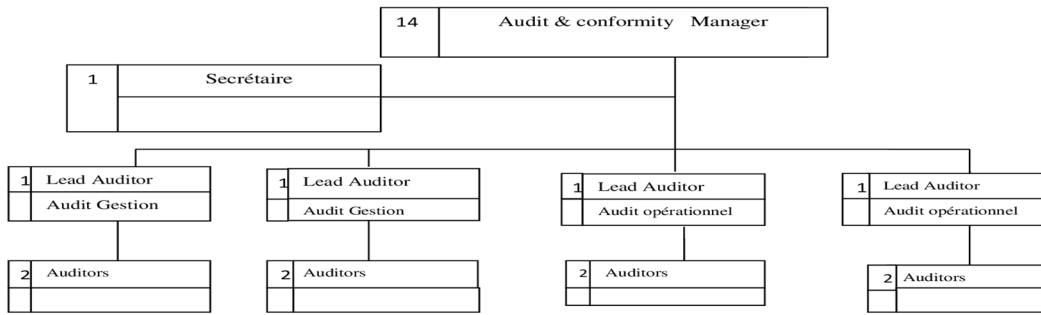 14 Audit & conformity Manager
1 Secrétaire
1 Lead Auditor
Audit Gestion
1 Lead Auditor
Audit Gestion
1 Lead Auditor
Audit opérationnel
1 Lead Auditor
Audit opérationnel
2 Auditors
2 Auditors
2 Auditors
2 Auditors